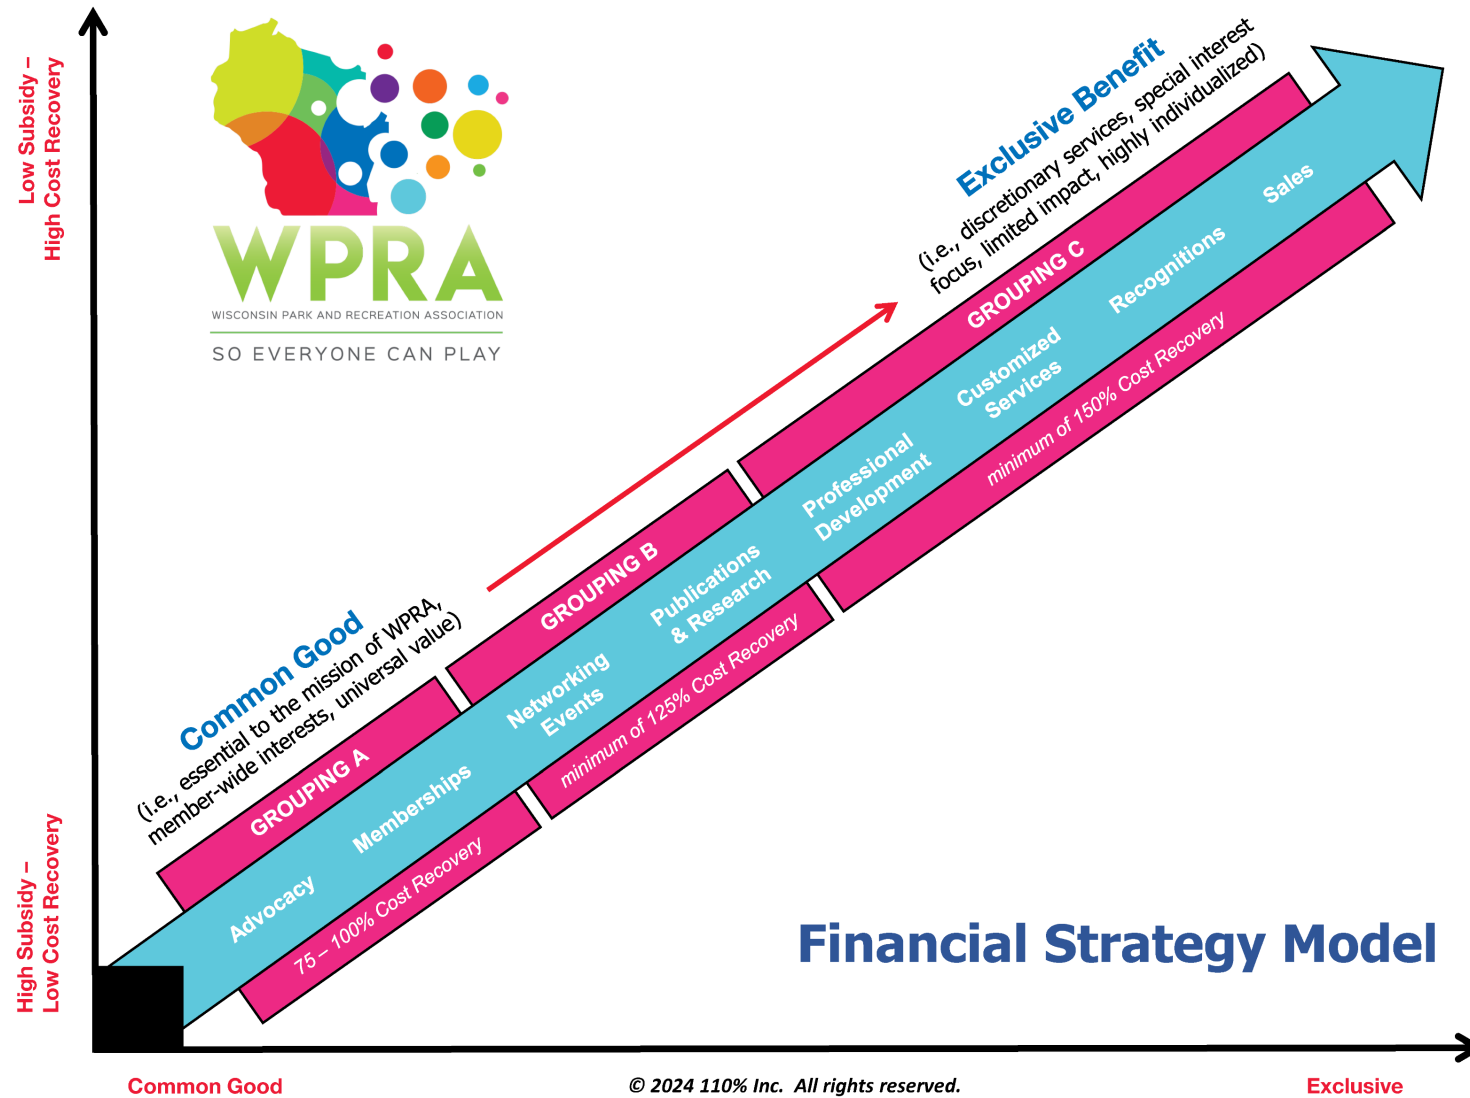 Low Subsidy –
High Cost Recovery
WPRA
WISCONSIN PARK AND RECREATION ASSOCIATION
SO EVERYONE CAN PLAY
Exclusive Benefit
(i.e., discretionary services, special interest
focus, limited impact, highly individualized)
GROUPING C
Sales
Recognitions
Customized
Services
Professional
Development
minimum of 150% Cost Recovery
GROUPING B
Publications
& Research
Networking
Events
minimum of 125% Cost Recovery
Common Good
(i.e., essential to the mission of WPRA,
member-wide interests, universal value)
GROUPING A
Memberships
Advocacy
75 – 100% Cost Recovery
High Subsidy –
Low Cost Recovery
Financial Strategy Model
Common Good
© 2024 110% Inc. All rights reserved.
Exclusive